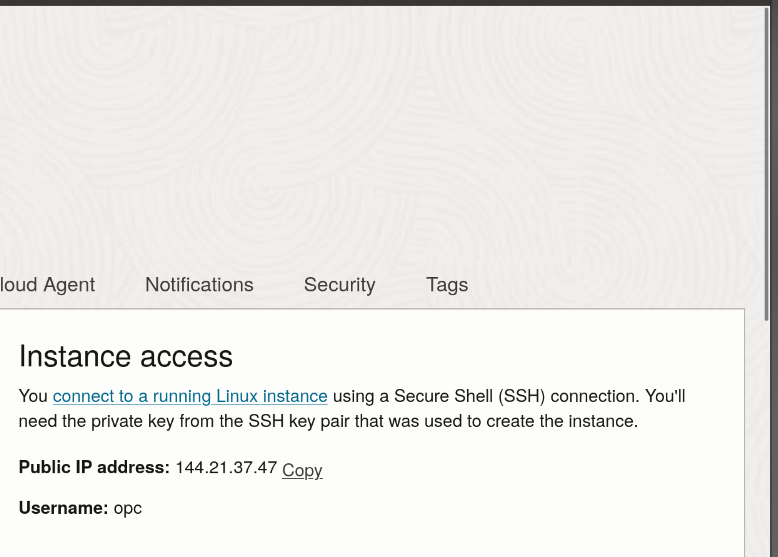 loud Agent Notifications Security Tags
Instance access
You connect to a running Linux instance using a Secure Shell (SSH) connection. You'll
need the private key from the SSH key pair that was used to create the instance.
Public IP address: 144.21.37.47 Copy
Username: opc